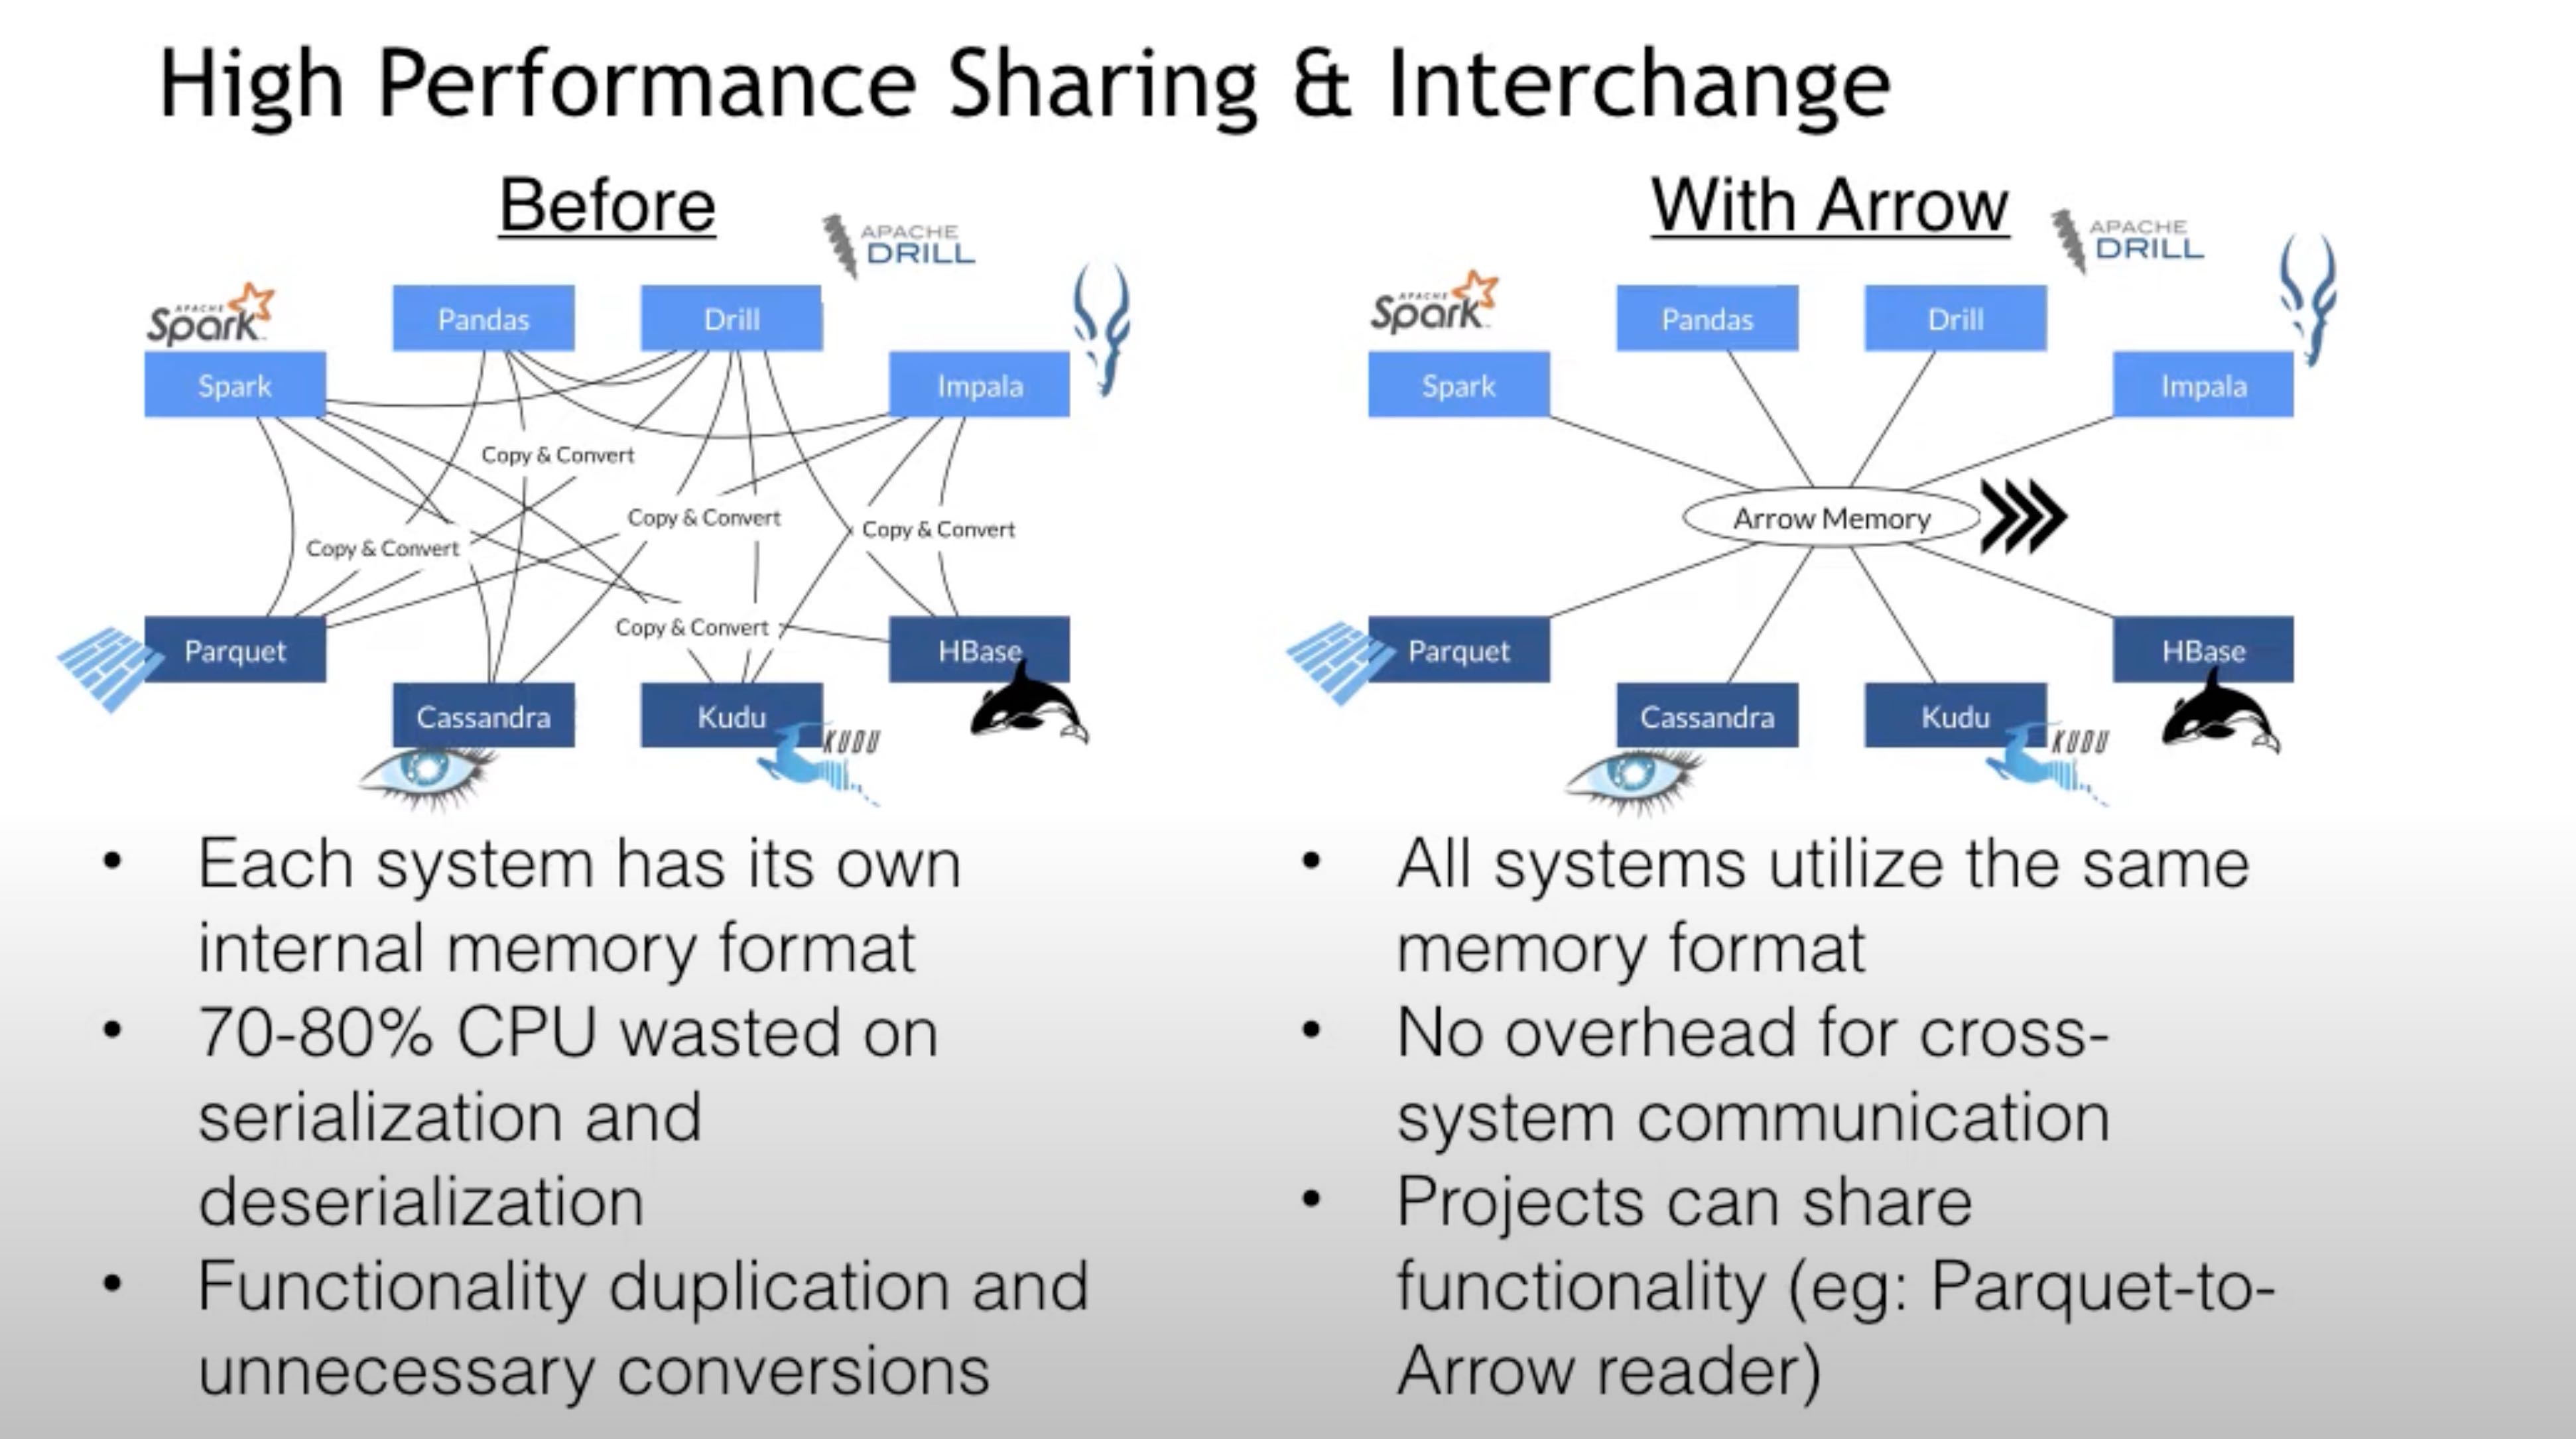 High Performance Sharing & Interchange
Before
APACHE
DRILL
APACHE
Spark
Pandas
Drill
Spark
Impala
Copy & Convert
Copy & Convert
Copy & Convert
Copy & Convert
Copy & Convert
Parquet
HBase
Cassandra
Kudu
KUDU
With Arrow
APACHE
DRILL
APACHE
Spark
Pandas
Drill
Spark
Impala
Arrow Memory
Parquet
HBase
Cassandra
Kudu
KUDU
• Each system has its own
internal memory format
• 70-80% CPU wasted on
serialization and
deserialization
• Functionality duplication and
unnecessary conversions
• All systems utilize the same
memory format
• No overhead for cross-
system communication
• Projects can share
functionality (eg: Parquet-to-
Arrow reader)